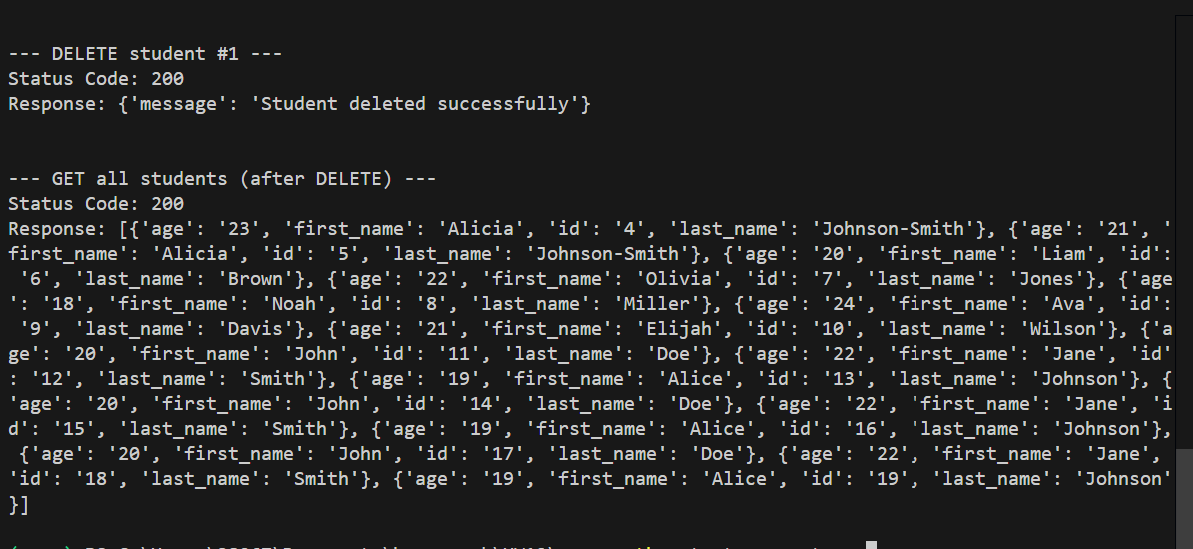 --- DELETE student #1 ---
Status Code: 200
Response: {'message': 'Student deleted successfully'}
--- GET all students (after DELETE) ---
Status Code: 200
Response: [{'age': '23', 'first_name': 'Alicia', 'id': '4', 'last_name': 'Johnson-Smith'}, {'age': '21', '
first_name': 'Alicia', 'id': '5', 'last_name': 'Johnson-Smith'}, {'age': '20', 'first_name': 'Liam', 'id':
'6', 'last_name': 'Brown'}, {'age': '22', 'first_name': 'Olivia', 'id': '7', 'last_name': 'Jones'}, {'age
': '18', 'first_name': 'Noah', 'id': '8', 'last_name': 'Miller'}, {'age': '24', 'first_name': 'Ava', 'id':
'9', 'last_name': 'Davis'}, {'age': '21', 'first_name': 'Elijah', 'id': '10', 'last_name': 'Wilson'}, {'a
ge': '20', 'first_name': 'John', 'id': '11', 'last_name': 'Doe'}, {'age': '22', 'first_name': 'Jane', 'id'
: '12', 'last_name': 'Smith'}, {'age': '19', 'first_name': 'Alice', 'id': '13', 'last_name': 'Johnson'}, {
'age': '20', 'first_name': 'John', 'id': '14', 'last_name': 'Doe'}, {'age': '22', 'first_name': 'Jane', 'i
d': '15', 'last_name': 'Smith'}, {'age': '19', 'first_name': 'Alice', 'id': '16', 'last_name': 'Johnson'},
{'age': '20', 'first_name': 'John', 'id': '17', 'last_name': 'Doe'}, {'age': '22', 'first_name': 'Jane',
'id': '18', 'last_name': 'Smith'}, {'age': '19', 'first_name': 'Alice', 'id': '19', 'last_name': 'Johnson'
}]